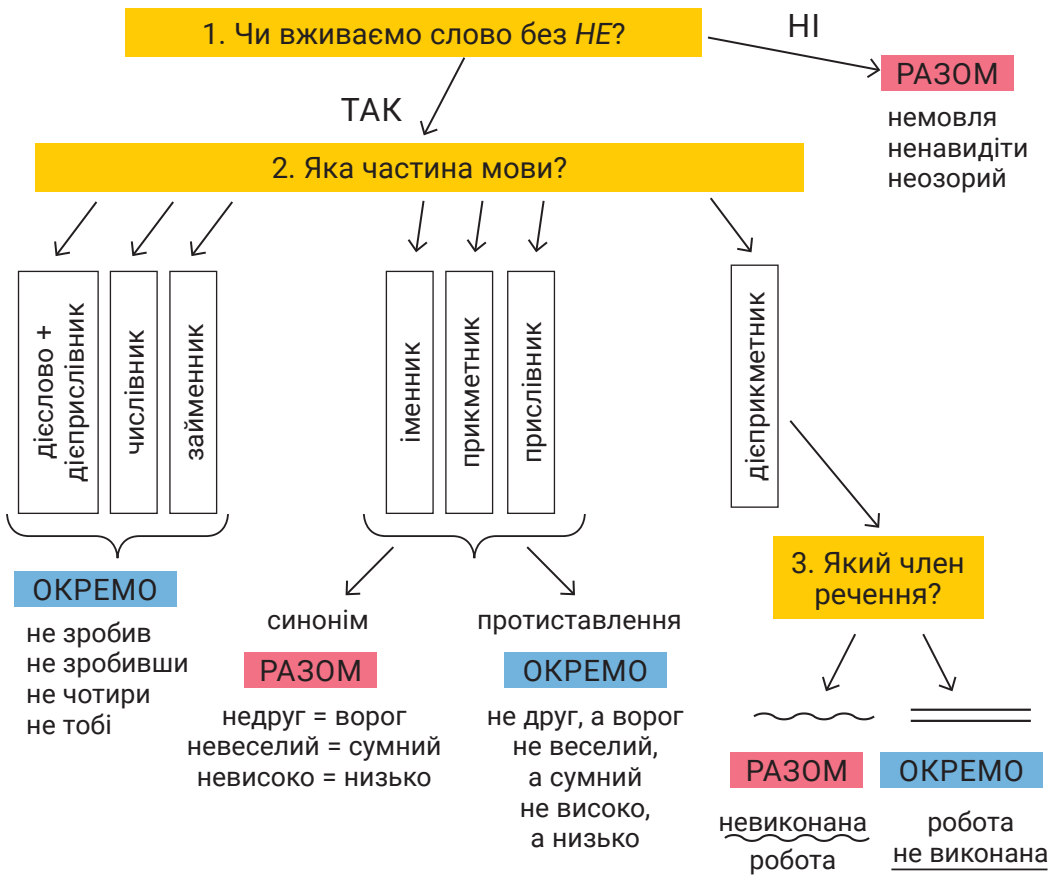 1. Чи вживаємо слово без НЕ?
НІ
РАЗОМ
немовля
ненавидіти
неозорий
ТАК
2. Яка частина мови?
дієслово +
дієприслівник
числівник
займенник
іменник
прикметник
прислівник
дієприкметник
ОКРЕМО
не зробив
не зробивши
не чотири
не тобі
синонім
РАЗОМ
недруг = ворог
невеселий = сумний
невисоко = низько
протиставлення
ОКРЕМО
не друг, а ворог
не веселий,
а сумний
не високо,
а низько
3. Який член
речення?
РАЗОМ
невиконана
робота
ОКРЕМО
робота
не виконана